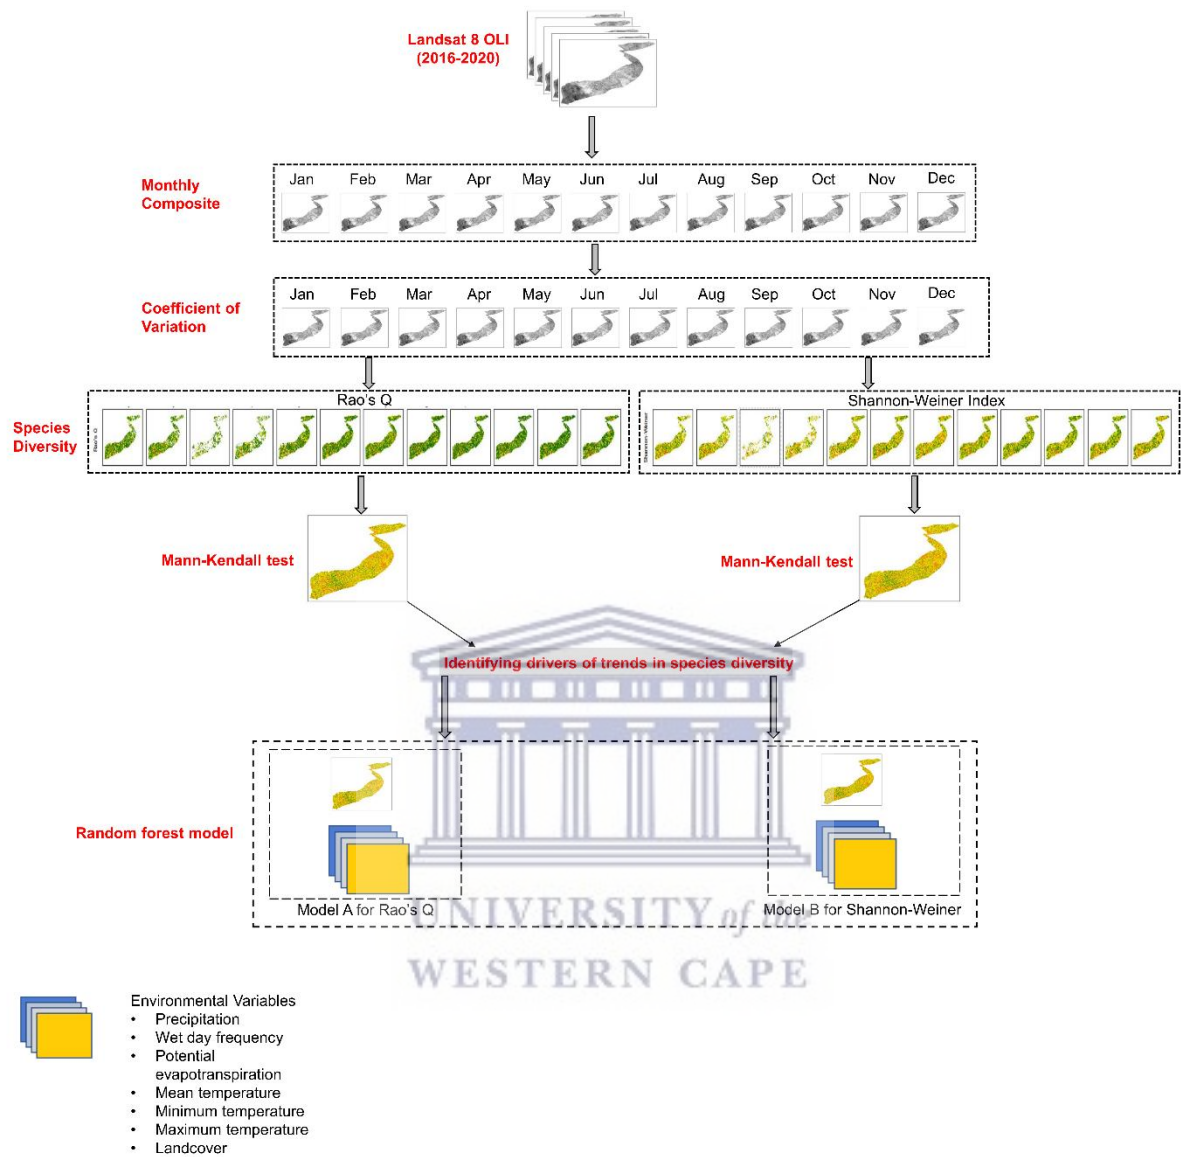 Landsat 8 OLI
(2016-2020)
Monthly
Composite
Jan Feb Mar Apr May Jun Jul Aug Sep Oct Nov Dec
Coefficient of
Variation
Jan Feb Mar Apr May Jun Jul Aug Sep Oct Nov Dec
Species
Diversity
Rao's Q
Rao's Q
Shannon-Weiner Index
Shannon-Weiner
Mann-Kendall test
Mann-Kendall test
Identifying drivers of trends in species diversity
Random forest model
Model A for Rao's Q
Model B for Shannon-Weiner
UNIVERSITY of the
WESTERN CAPE
Environmental Variables
• Precipitation
• Wet day frequency
• Potential
evapotranspiration
• Mean temperature
• Minimum temperature
• Maximum temperature
• Landcover